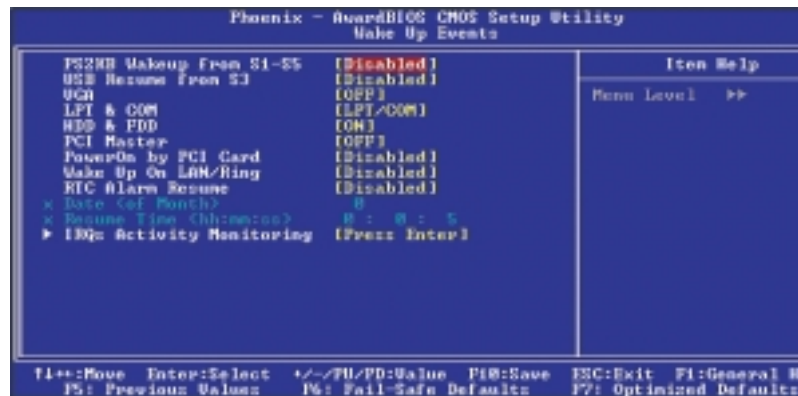 Phoenix - AwardBIOS CMOS Setup Utility
Wake Up Events
PS2KB Wakeup from S1-S5 [Disabled]
USB Resume from S3 [Disabled]
VGA [OFF]
LPT & COM [LPT/COM]
HDD & FDD [ON]
PCI Master [OFF]
PowerOn by PCI Card [Disabled]
Wake Up On LAN/Ring [Disabled]
RTC Alarm Resume [Disabled]
x Date (of Month) 0
x Resume Time (hh:mm:ss) 0 : 0 : 5
▶ IRQs Activity Monitoring [Press Enter]
Item Help
Menu Level ▶▶
↑↓←→:Move Enter:Select +/-/PU/PD:Value F10:Save ESC:Exit F1:General H
F5: Previous Values F6: Fail-Safe Defaults F7: Optimized Defaults